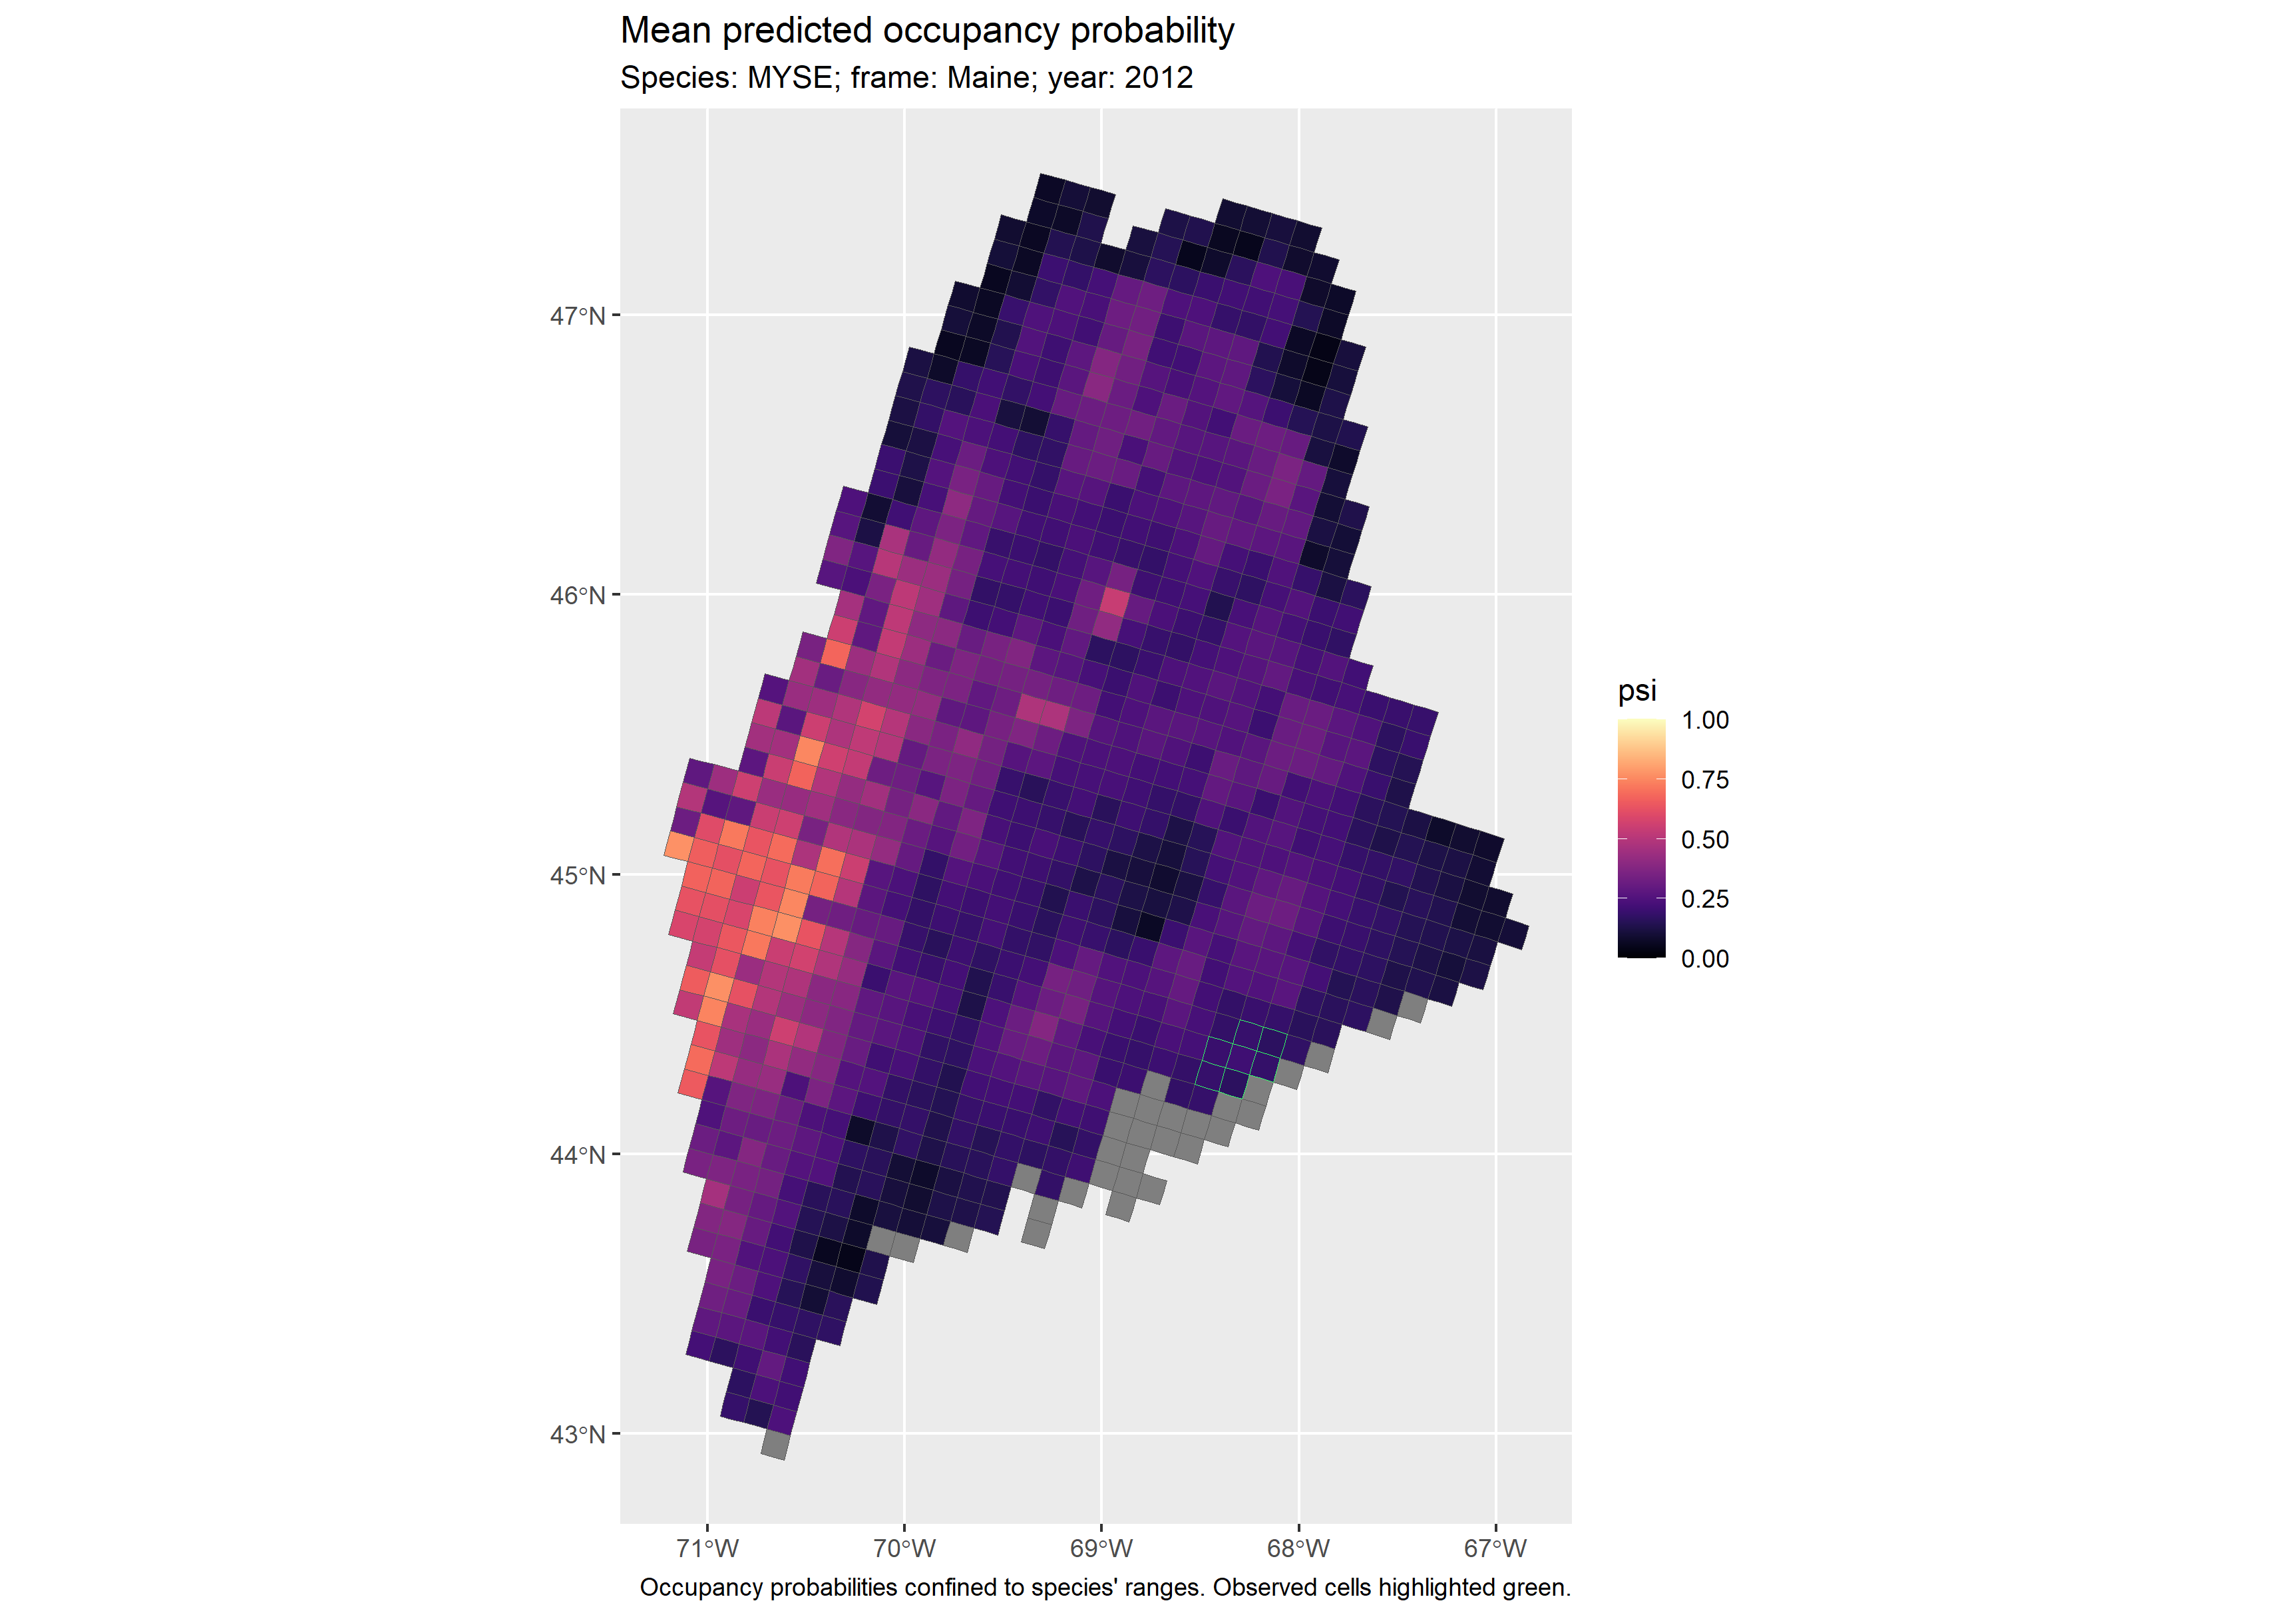 Mean predicted occupancy probability
Species: MYSE; frame: Maine; year: 2012
47°N
46°N
45°N
44°N
43°N
71°W
70°W
69°W
68°W
67°W
psi
1.00
0.75
0.50
0.25
0.00
Occupancy probabilities confined to species' ranges. Observed cells highlighted green.